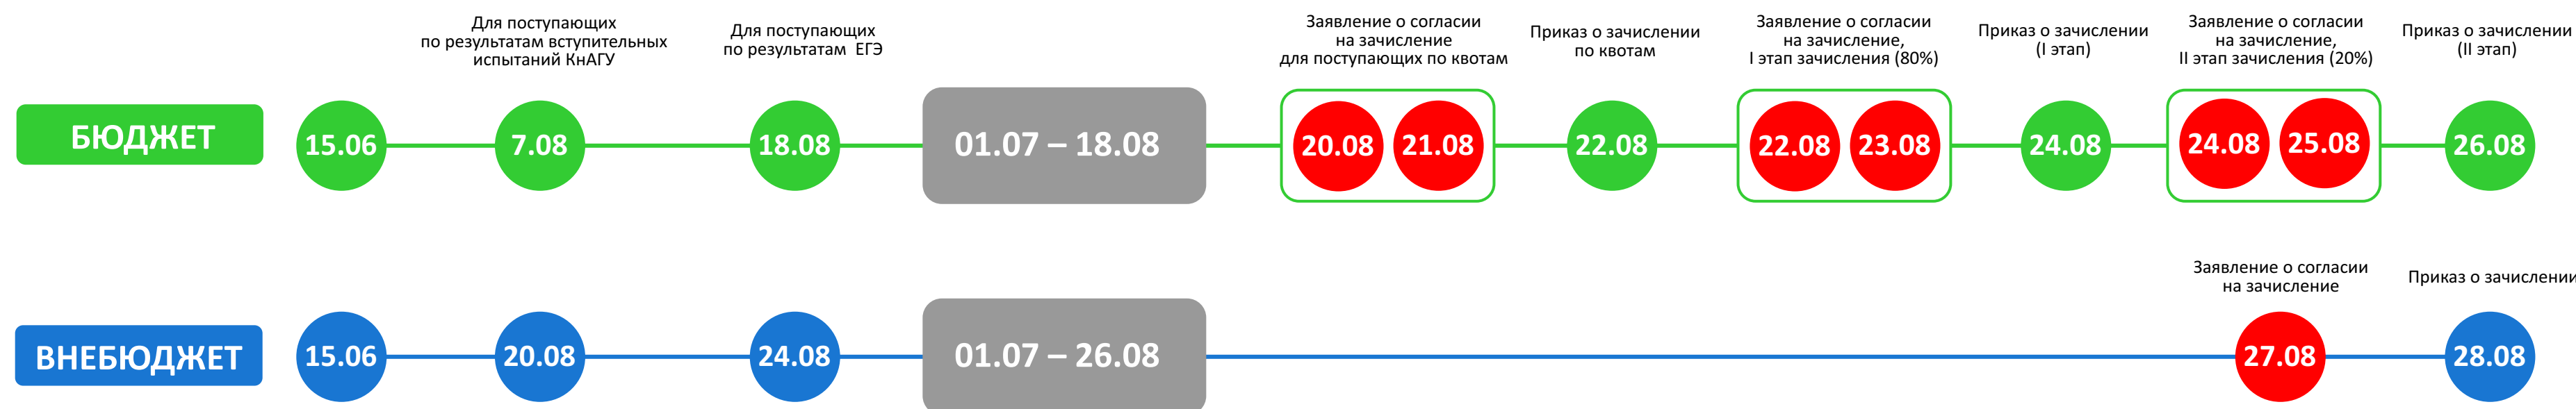 Для поступающих
по результатам вступительных
испытаний КнАГУ
Для поступающих
по результатам ЕГЭ
Заявление о согласии
на зачисление
для поступающих по квотам
Приказ о зачислении
по квотам
Заявление о согласии
на зачисление,
I этап зачисления (80%)
Приказ о зачислении
(I этап)
Заявление о согласии
на зачисление,
II этап зачисления (20%)
Приказ о зачислении
(II этап)
БЮДЖЕТ
15.06
7.08
18.08
01.07 – 18.08
20.08
21.08
22.08
22.08
23.08
24.08
24.08
25.08
26.08
Заявление о согласии
на зачисление
Приказ о зачислении
ВНЕБЮДЖЕТ
15.06
20.08
24.08
01.07 – 26.08
27.08
28.08